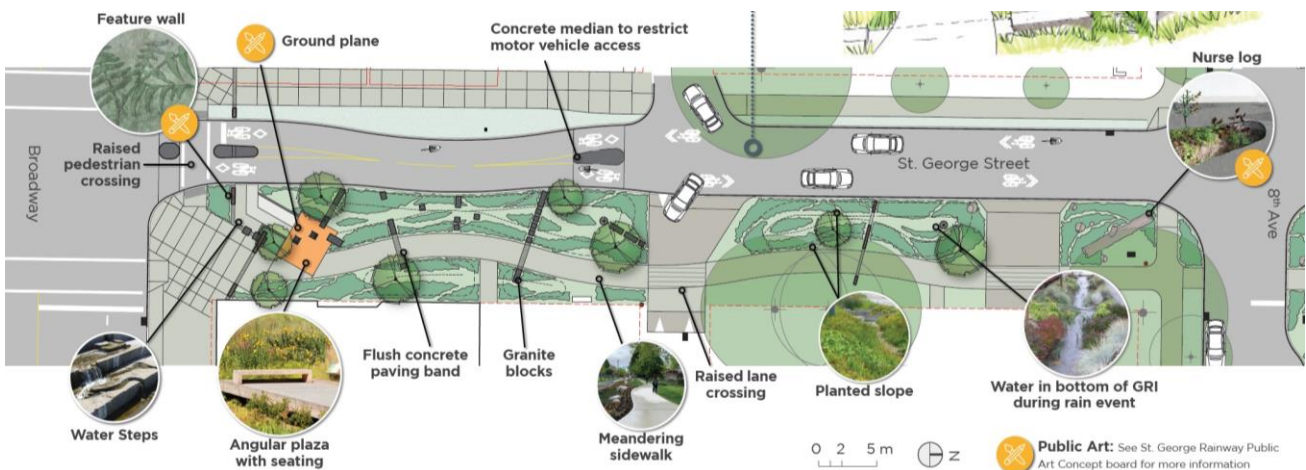 Feature wall
Ground plane
Concrete median to restrict
motor vehicle access
Nurse log
Raised
pedestrian
crossing
Broadway
St. George Street
8th Ave
Water Steps
Angular plaza
with seating
Flush concrete
paving band
Granite
blocks
Meandering
sidewalk
Raised lane
crossing
Planted slope
Water in bottom of GRI
during rain event
0 2 5 m
N
Public Art: See St. George Rainway Public
Art Concept board for more information